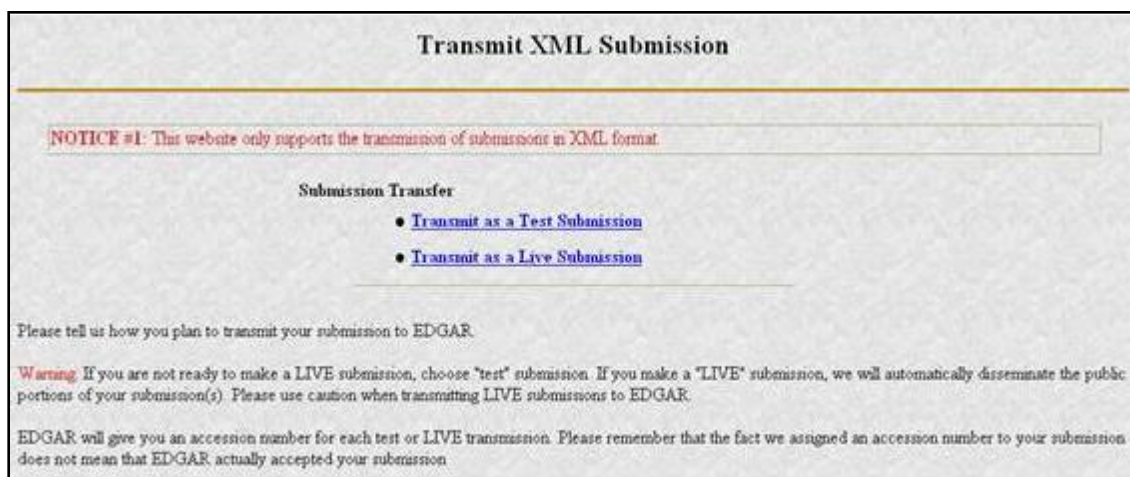 Transmit XML Submission
NOTICE #1: This website only supports the transmission of submissions in XML format.
Submission Transfer
• Transmit as a Test Submission
• Transmit as a Live Submission
Please tell us how you plan to transmit your submission to EDGAR.
Warning: If you are not ready to make a LIVE submission, choose "test" submission. If you make a "LIVE" submission, we will automatically disseminate the public
portions of your submission(s). Please use caution when transmitting LIVE submissions to EDGAR.
EDGAR will give you an accession number for each test or LIVE transmission. Please remember that the fact we assigned an accession number to your submission
does not mean that EDGAR actually accepted your submission